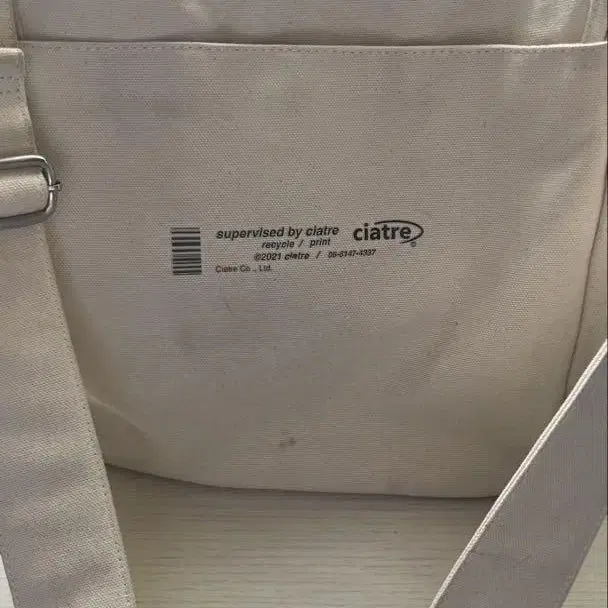 supervised by ciatre
ciatre
recycle / print
©2021 ciatre / 06-6147-4337
Ciatre Co., Ltd.